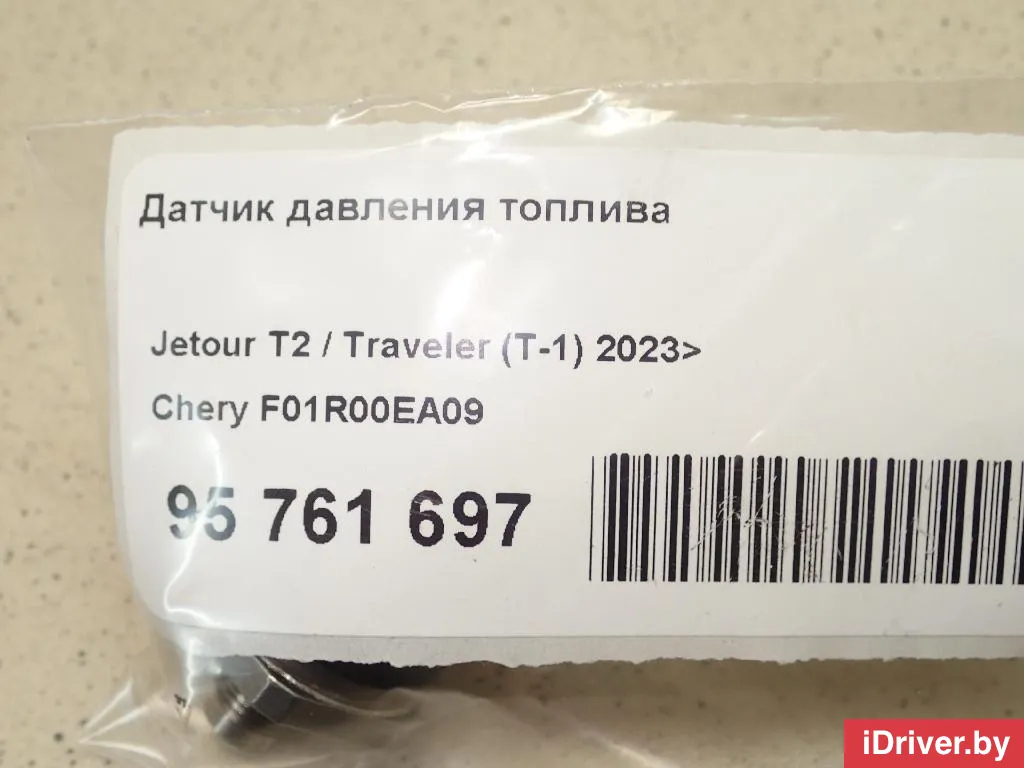 Датчик давления топлива
Jetour T2 / Traveler (T-1) 2023>
Chery F01R00EA09
95 761 697
iDriver.by